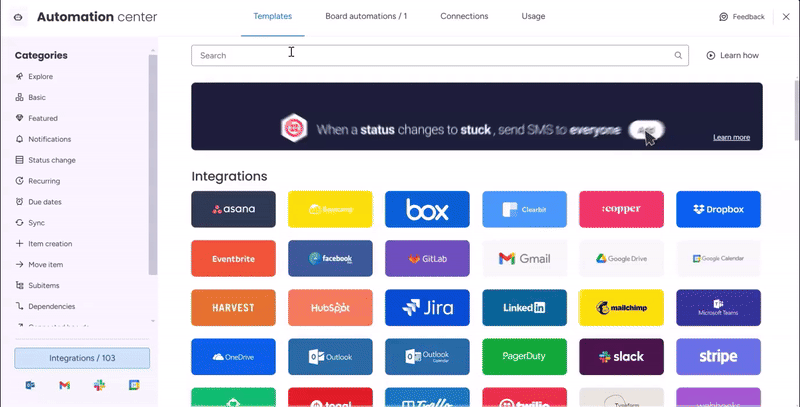 Automation center
Templates
Board automations / 1
Connections
Usage
Feedback
Categories
Explore
Basic
Featured
Notifications
Status change
Recurring
Due dates
Sync
Item creation
Move item
Subitems
Dependencies
Integrations / 103
Search
Learn how
When a status changes to stuck , send SMS to everyone
Learn more
Integrations
asana
Basecamp
box
Clearbit
:copper
Dropbox
Eventbrite
facebook
GitLab
Gmail
Google Drive
Google Calendar
HARVEST
HubSpot
Jira
LinkedIn
mailchimp
Microsoft Teams
OneDrive
Outlook
Outlook
Calendar
PagerDuty
slack
stripe
toggl
Trello
twilio
Typeform
webhooks